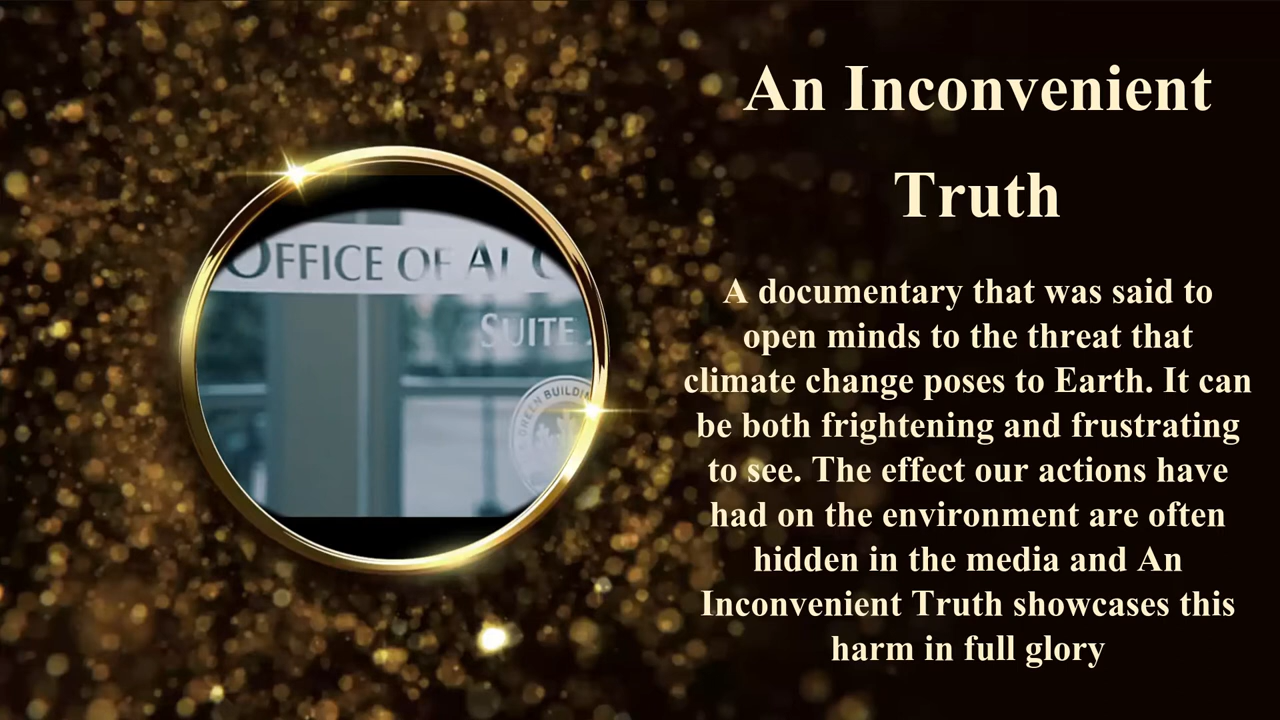 An Inconvenient
Truth
A documentary that was said to
open minds to the threat that
climate change poses to Earth. It can
be both frightening and frustrating
to see. The effect our actions have
had on the environment are often
hidden in the media and An
Inconvenient Truth showcases this
harm in full glory
OFFICE OF AL
SUITE
GREEN BUILDIN